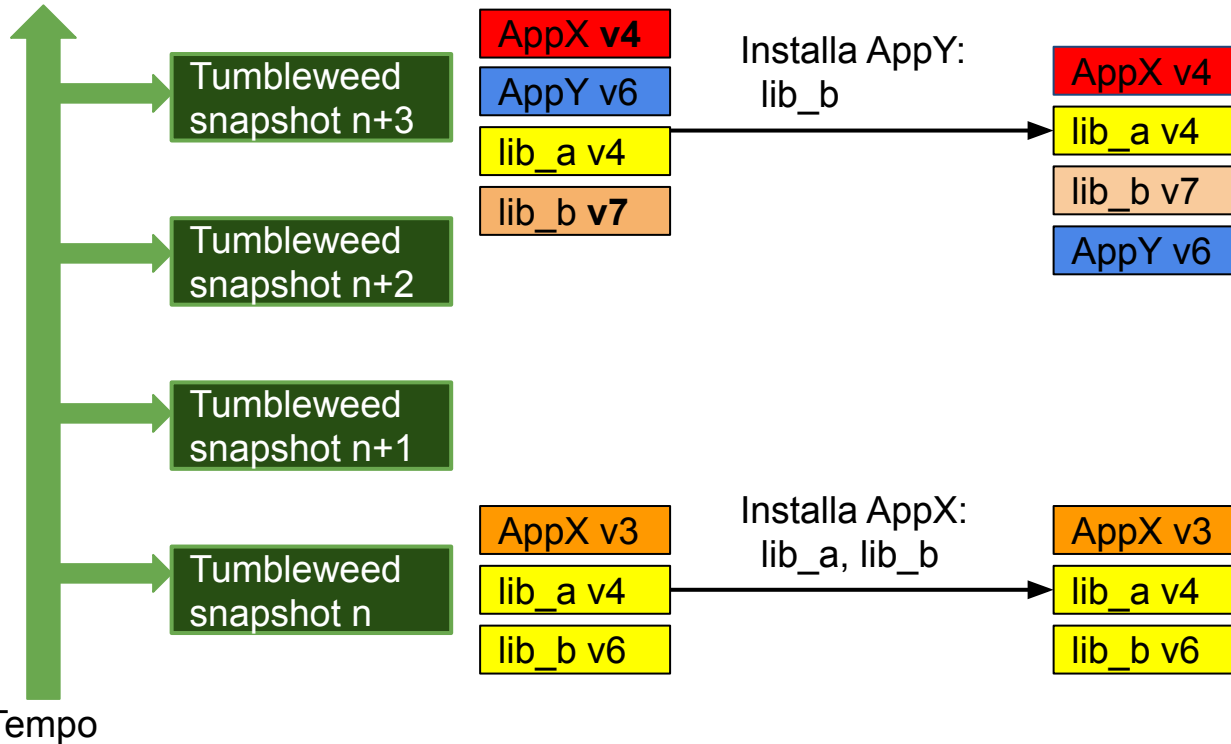 Tumbleweed
snapshot n+3
AppX v4
AppY v6
lib_a v4
lib_b v7
Installa AppY:
lib_b
AppX v4
lib_a v4
lib_b v7
AppY v6
Tumbleweed
snapshot n+2
Tumbleweed
snapshot n+1
Tumbleweed
snapshot n
AppX v3
lib_a v4
lib_b v6
Installa AppX:
lib_a, lib_b
AppX v3
lib_a v4
lib_b v6
Tempo